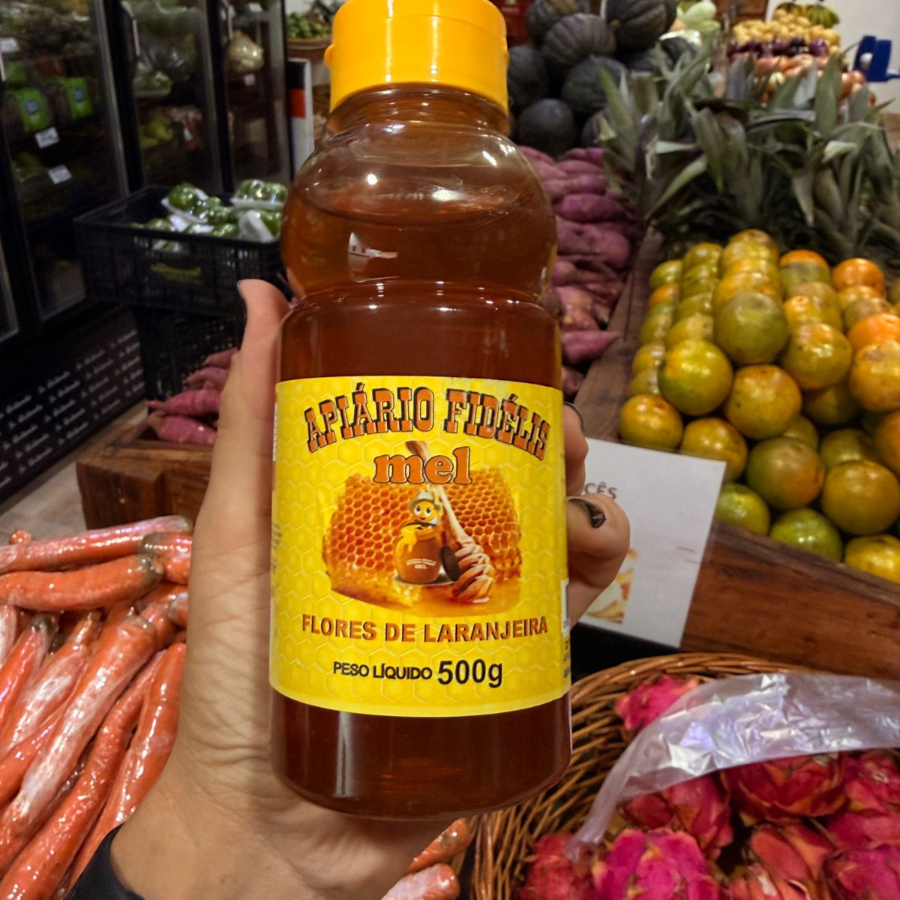 APIÁRIO FIDÉLIS
mel
FLORES DE LARANJEIRA
PESO LÍQUIDO 500g